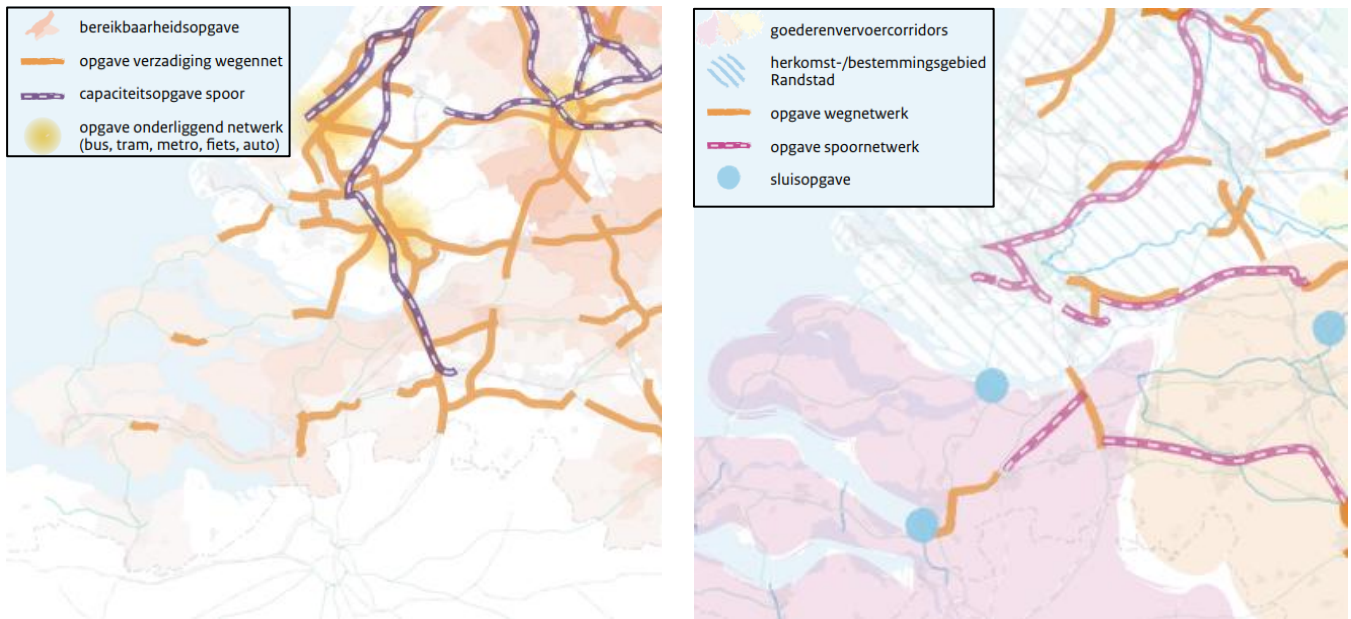 bereikbaarheidsopgave
opgave verzadiging wegennet
capaciteitsopgave spoor
opgave onderliggend netwerk
(bus, tram, metro, fiets, auto)
goederenvervoercorridors
herkomst-/bestemmingsgebied
Randstad
opgave wegnetwerk
opgave spoornetwerk
sluisopgave